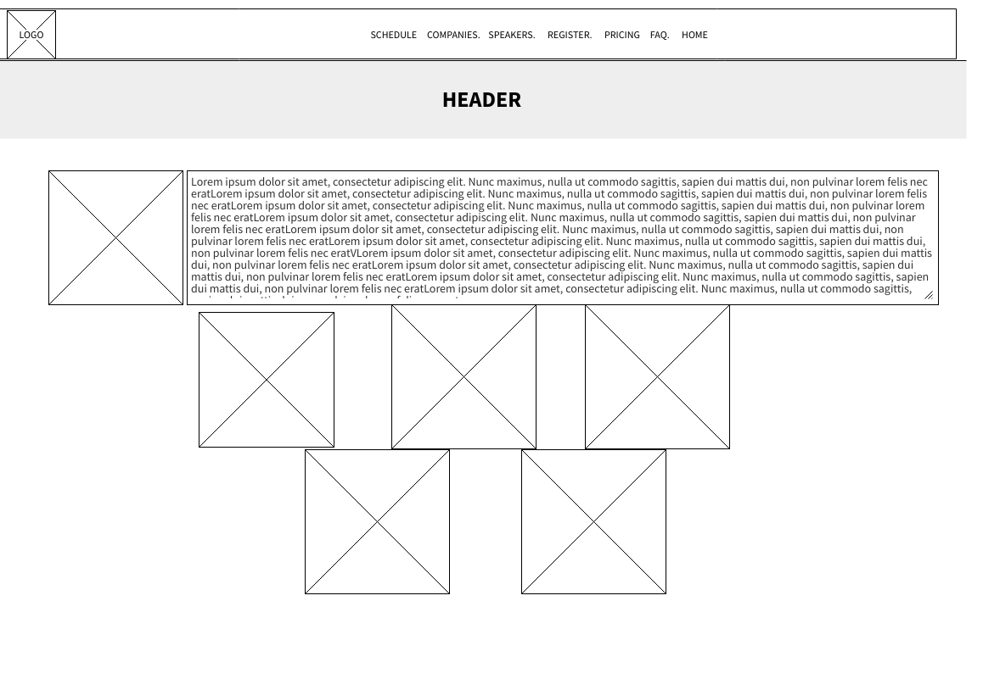 LOGO
SCHEDULE COMPANIES. SPEAKERS. REGISTER. PRICING FAQ. HOME
HEADER
Lorem ipsum dolor sit amet, consectetur adipiscing elit. Nunc maximus, nulla ut commodo sagittis, sapien dui mattis dui, non pulvinar lorem felis nec
eratLorem ipsum dolor sit amet, consectetur adipiscing elit. Nunc maximus, nulla ut commodo sagittis, sapien dui mattis dui, non pulvinar lorem felis
nec eratLorem ipsum dolor sit amet, consectetur adipiscing elit. Nunc maximus, nulla ut commodo sagittis, sapien dui mattis dui, non pulvinar lorem
felis nec eratLorem ipsum dolor sit amet, consectetur adipiscing elit. Nunc maximus, nulla ut commodo sagittis, sapien dui mattis dui, non pulvinar
lorem felis nec eratLorem ipsum dolor sit amet, consectetur adipiscing elit. Nunc maximus, nulla ut commodo sagittis, sapien dui mattis dui, non
pulvinar lorem felis nec eratLorem ipsum dolor sit amet, consectetur adipiscing elit. Nunc maximus, nulla ut commodo sagittis, sapien dui mattis dui,
non pulvinar lorem felis nec eratVLorem ipsum dolor sit amet, consectetur adipiscing elit. Nunc maximus, nulla ut commodo sagittis, sapien dui mattis
dui, non pulvinar lorem felis nec eratLorem ipsum dolor sit amet, consectetur adipiscing elit. Nunc maximus, nulla ut commodo sagittis, sapien dui
mattis dui, non pulvinar lorem felis nec eratLorem ipsum dolor sit amet, consectetur adipiscing elit. Nunc maximus, nulla ut commodo sagittis, sapien
dui mattis dui, non pulvinar lorem felis nec eratLorem ipsum dolor sit amet, consectetur adipiscing elit. Nunc maximus, nulla ut commodo sagittis,